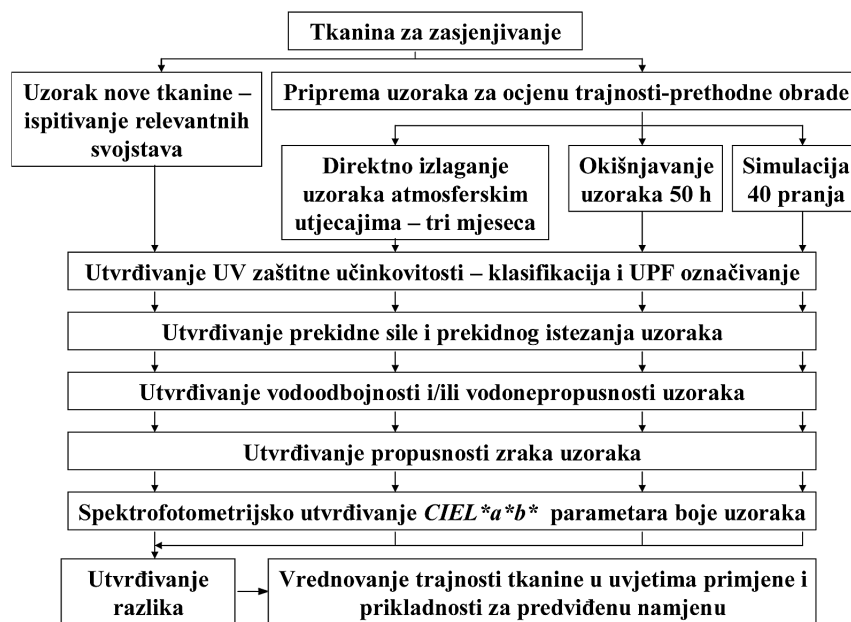 Tkanina za zasjenjivanje
Uzorak nove tkanine –
ispitivanje relevantnih
svojstava
Priprema uzoraka za ocjenu trajnosti-prethodne obrade
Direktno izlaganje
uzoraka atmosferskim
utjecajima – tri mjeseca
Okišnjavanje
uzoraka 50 h
Simulacija
40 pranja
Utvrđivanje UV zaštitne učinkovitosti – klasifikacija i UPF označivanje
Utvrđivanje prekidne sile i prekidnog istezanja uzoraka
Utvrđivanje vodoodbojnosti i/ili vodonepropusnosti uzoraka
Utvrđivanje propusnosti zraka uzoraka
Spektrofotometrijsko utvrđivanje CIEL*a*b* parametara boje uzoraka
Utvrđivanje
razlika
Vrednovanje trajnosti tkanine u uvjetima primjene i
prikladnosti za predviđenu namjenu